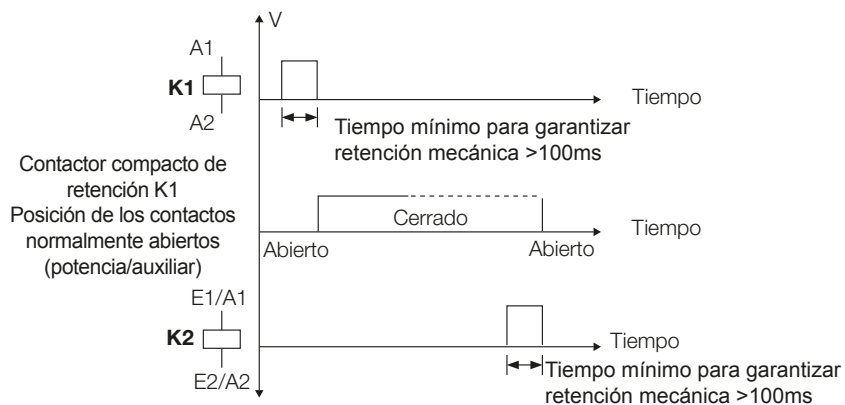 V
A1
K1
A2
Tiempo
Tiempo mínimo para garantizar
retención mecánica >100ms
Contactor compacto de
retención K1
Posición de los contactos
normalmente abiertos
(potencia/auxiliar)
Cerrado
Tiempo
Abierto
Abierto
E1/A1
K2
E2/A2
Tiempo
Tiempo mínimo para garantizar
retención mecánica >100ms